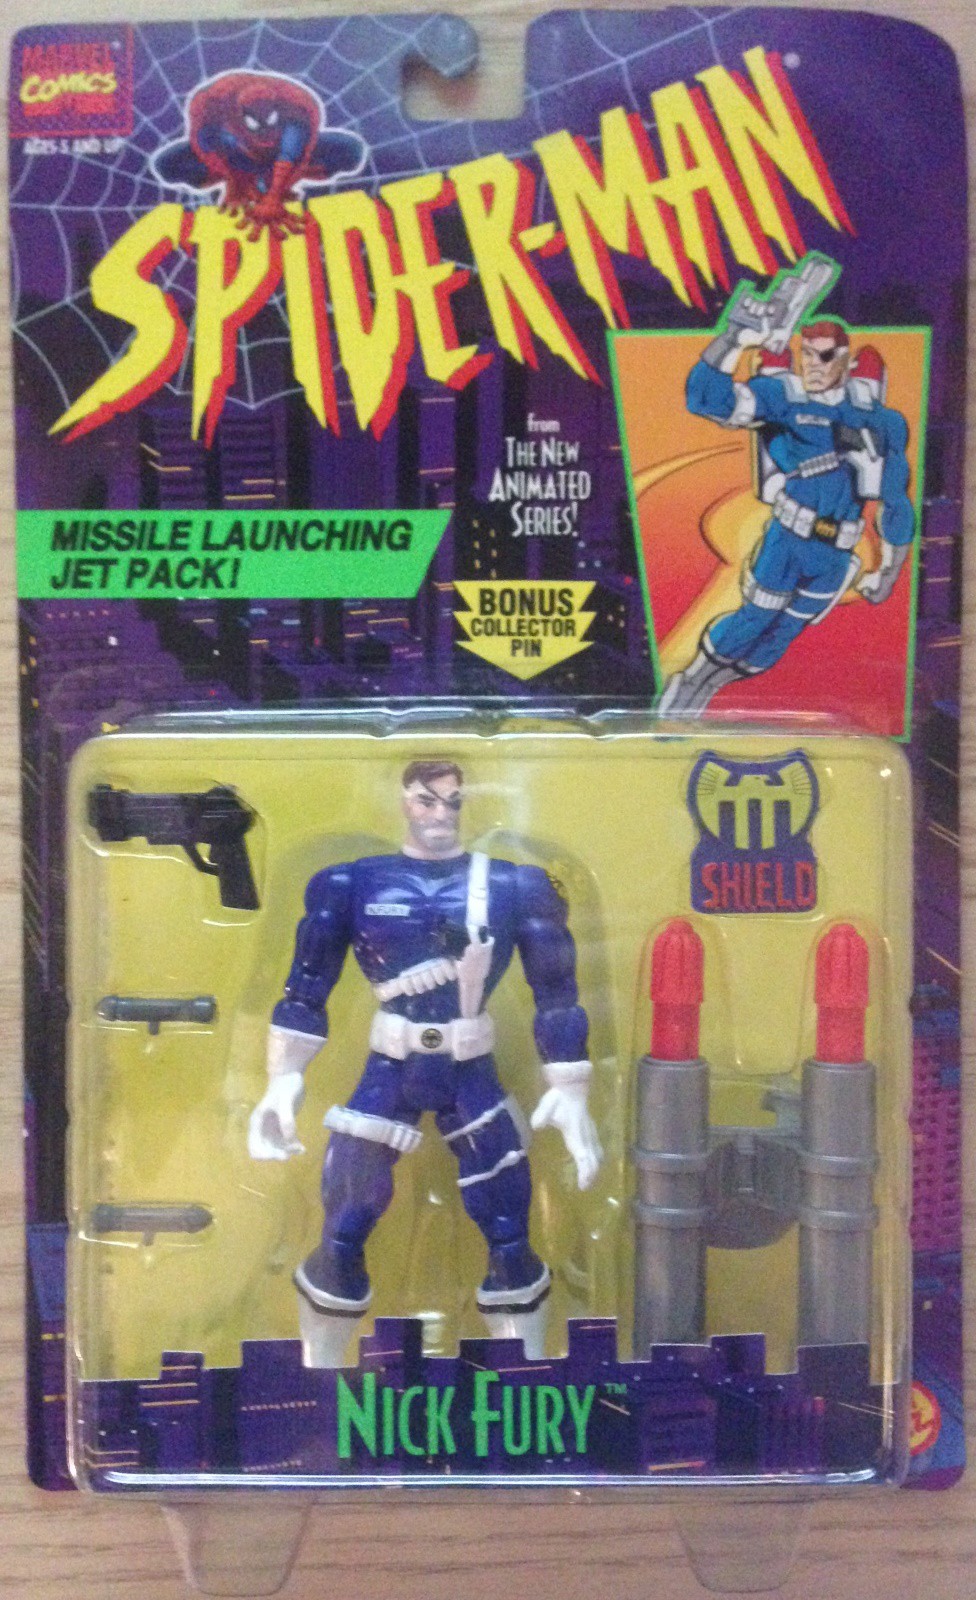 MARVEL
COMICS
AGES 5 AND UP
SPIDER-MAN®
from
THE NEW
ANIMATED
SERIES!
MISSILE LAUNCHING
JET PACK!
BONUS
COLLECTOR
PIN
SHIELD
N.FURY
NICK FURY™